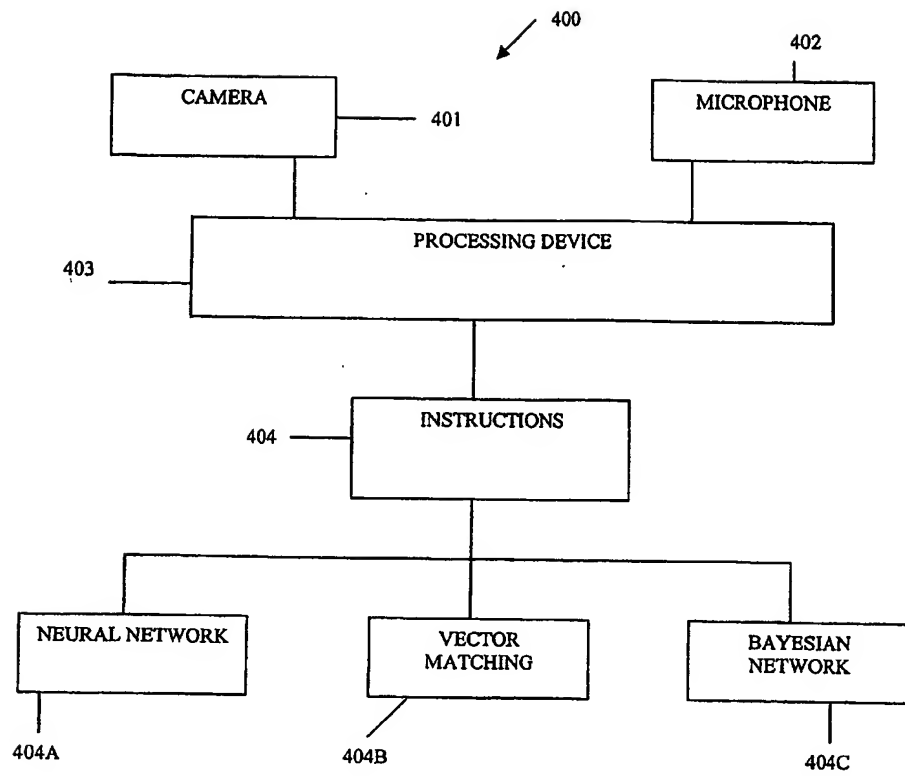 400
402
CAMERA
MICROPHONE
401
PROCESSING DEVICE
403
INSTRUCTIONS
404
NEURAL NETWORK
VECTOR
MATCHING
BAYESIAN
NETWORK
404A
404B
404C